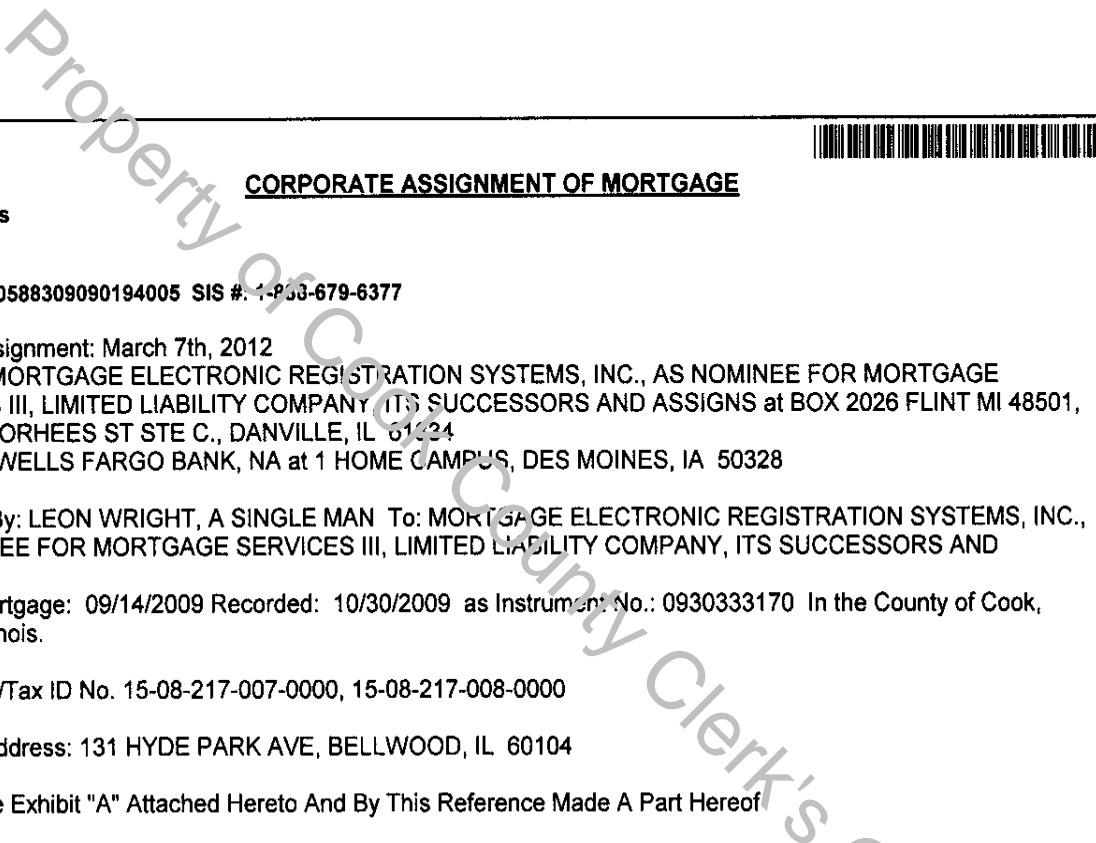 Property of Cook County Clerk's
CORPORATE ASSIGNMENT OF MORTGAGE
s
0588309090194005 SIS #: 1-888-679-6377
signment: March 7th, 2012
MORTGAGE ELECTRONIC REGISTRATION SYSTEMS, INC., AS NOMINEE FOR MORTGAGE
III, LIMITED LIABILITY COMPANY, ITS SUCCESSORS AND ASSIGNS at BOX 2026 FLINT MI 48501,
ORHEES ST STE C., DANVILLE, IL
WELLS FARGO BANK, NA at 1 HOME CAMPUS, DES MOINES, IA 50328
By: LEON WRIGHT, A SINGLE MAN To: MORTGAGE ELECTRONIC REGISTRATION SYSTEMS, INC.,
EE FOR MORTGAGE SERVICES III, LIMITED LIABILITY COMPANY, ITS SUCCESSORS AND
rtgage: 09/14/2009 Recorded: 10/30/2009 as Instrument No.: 0930333170 In the County of Cook,
nois.
/Tax ID No. 15-08-217-007-0000, 15-08-217-008-0000
ddress: 131 HYDE PARK AVE, BELLWOOD, IL 60104
e Exhibit "A" Attached Hereto And By This Reference Made A Part Hereof